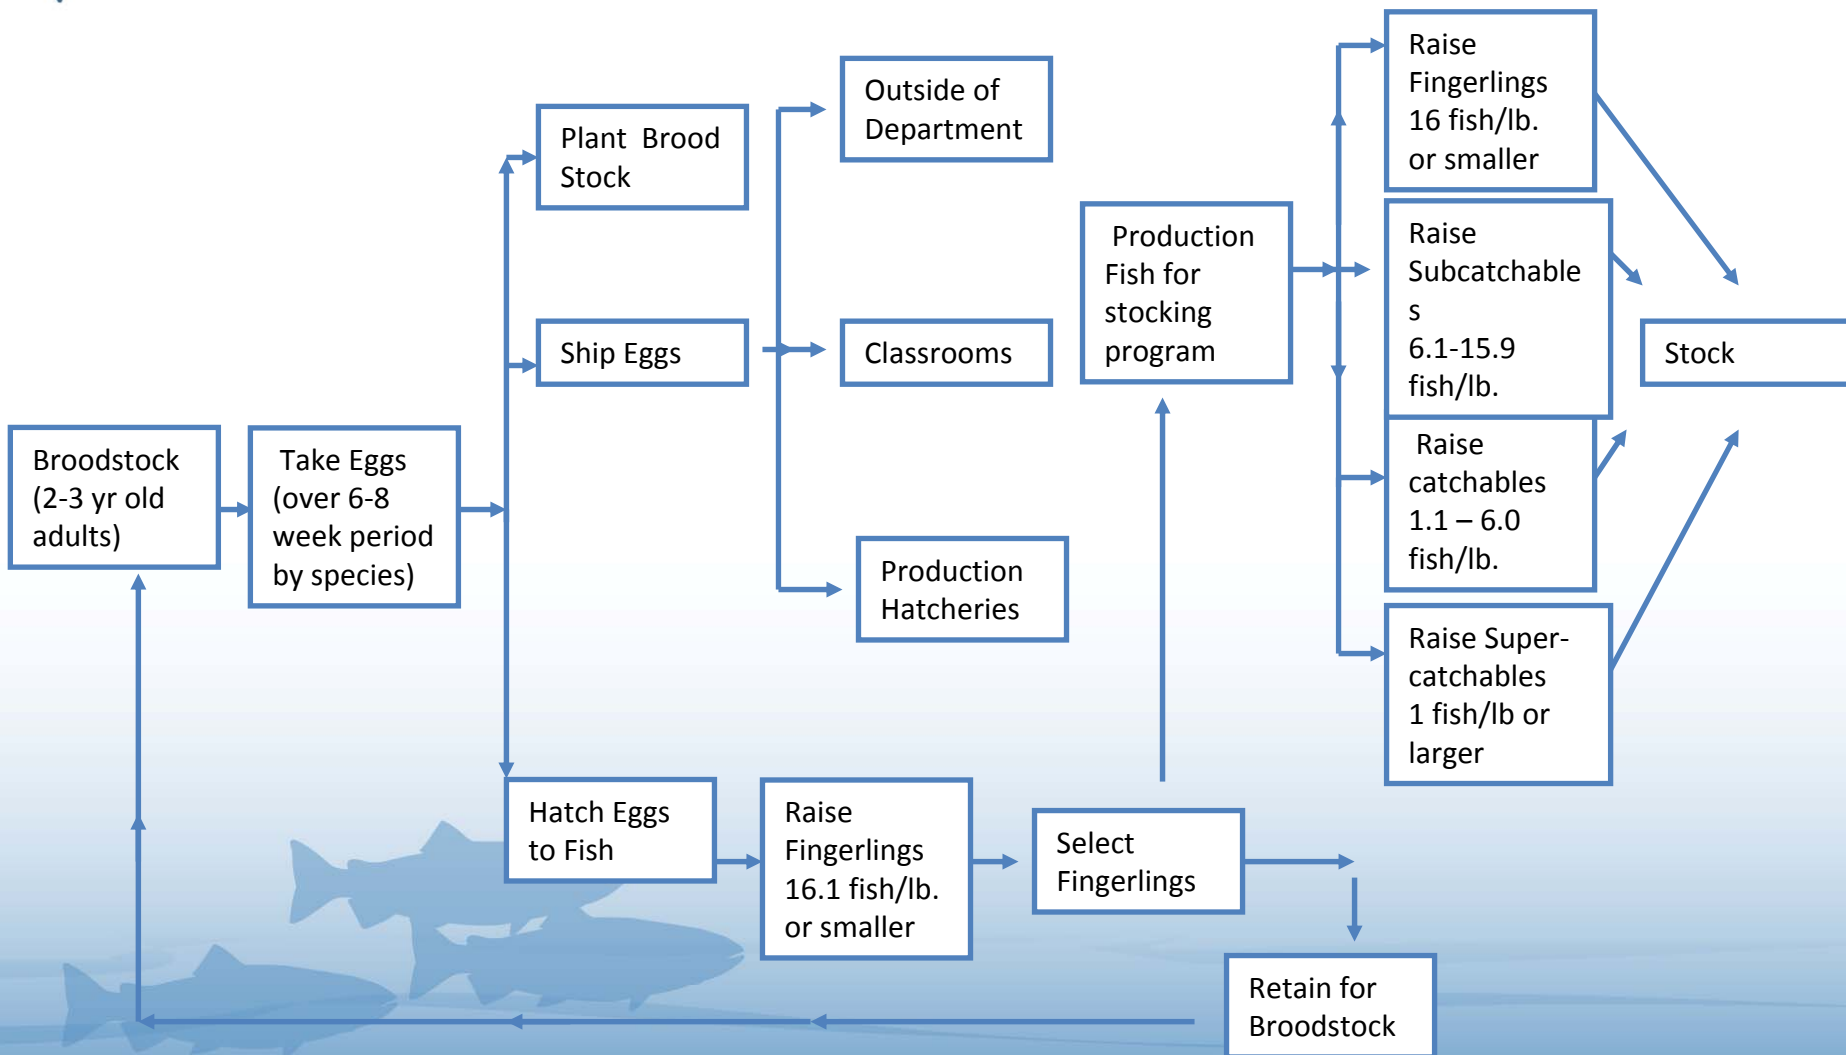 Broodstock
(2-3 yr old
adults)
Take Eggs
(over 6-8
week period
by species)
Plant Brood
Stock
Ship Eggs
Hatch Eggs
to Fish
Outside of
Department
Classrooms
Production
Hatcheries
Raise
Fingerlings
16.1 fish/lb.
or smaller
Select
Fingerlings
Retain for
Broodstock
Production
Fish for
stocking
program
Raise
Fingerlings
16 fish/lb.
or smaller
Raise
Subcatchable
s
6.1-15.9
fish/lb.
Raise
catchables
1.1 – 6.0
fish/lb.
Raise Super-
catchables
1 fish/lb or
larger
Stock